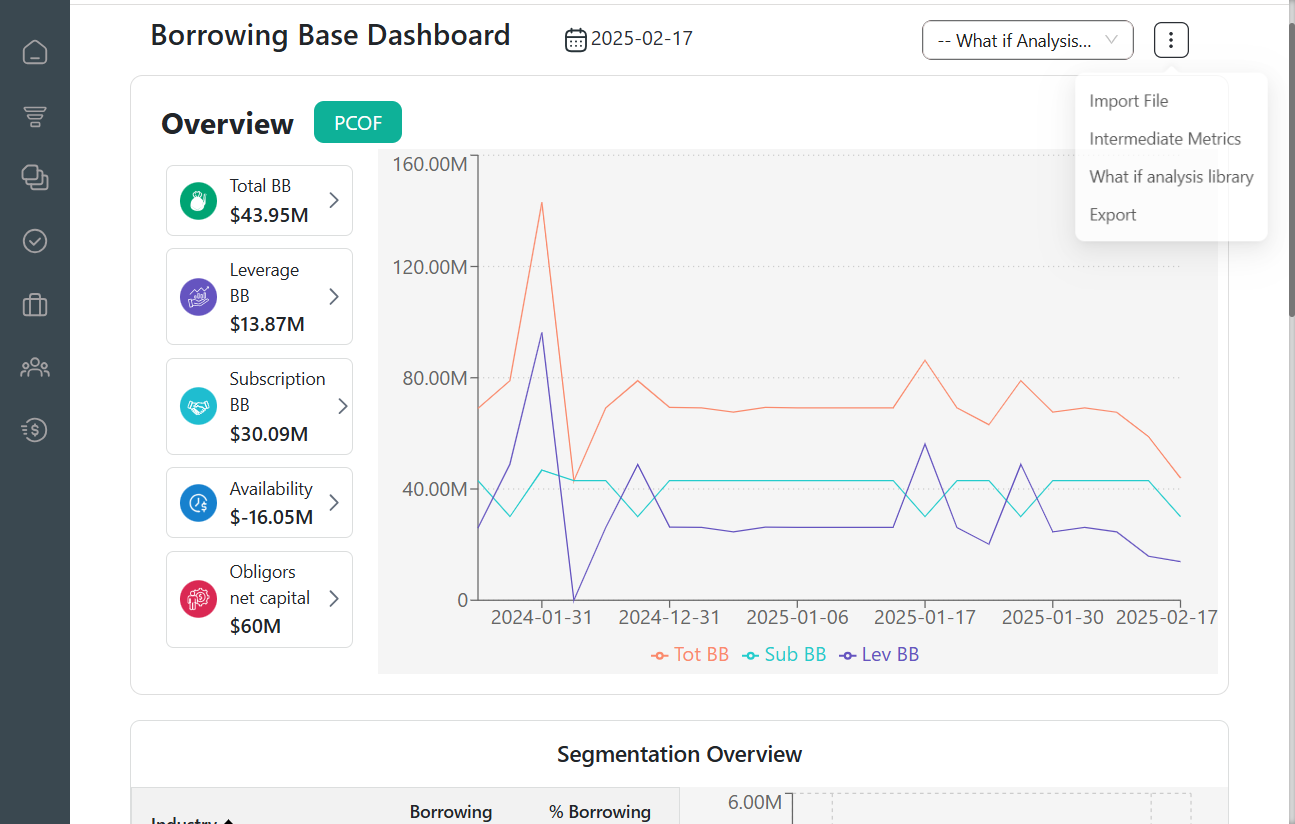 Borrowing Base Dashboard
2025-02-17
-- What if Analysis...
Import File
Intermediate Metrics
What if analysis library
Export
Overview
PCOF
Total BB
$43.95M
Leverage
BB
$13.87M
Subscription
BB
$30.09M
Availability
$-16.05M
Obligors
net capital
$60M
160.00M
120.00M
80.00M
40.00M
0
2024-01-31
2024-12-31
2025-01-06
2025-01-17
2025-01-30
2025-02-17
Tot BB
Sub BB
Lev BB
Segmentation Overview
Industry
Borrowing
% Borrowing
6.00M